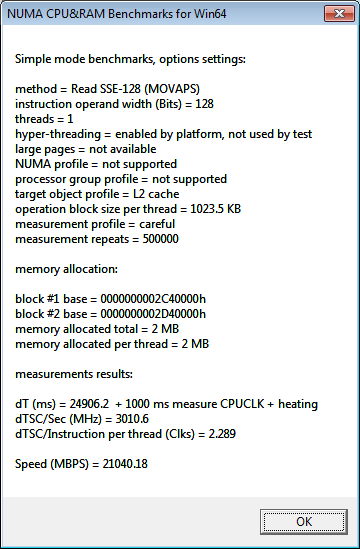 NUMA CPU&RAM Benchmarks for Win64
Simple mode benchmarks, options settings:
method = Read SSE-128 (MOVAPS)
instruction operand width (Bits) = 128
threads = 1
hyper-threading = enabled by platform, not used by test
large pages = not available
NUMA profile = not supported
processor group profile = not supported
target object profile = L2 cache
operation block size per thread = 1023.5 KB
measurement profile = careful
measurement repeats = 500000
memory allocation:
block #1 base = 0000000002C40000h
block #2 base = 0000000002D40000h
memory allocated total = 2 MB
memory allocated per thread = 2 MB
measurements results:
dT (ms) = 24906.2  + 1000 ms measure CPUCLK + heating
dTSC/Sec (MHz) = 3010.6
dTSC/Instruction per thread (Clks) = 2.289
Speed (MBPS) = 21040.18
OK